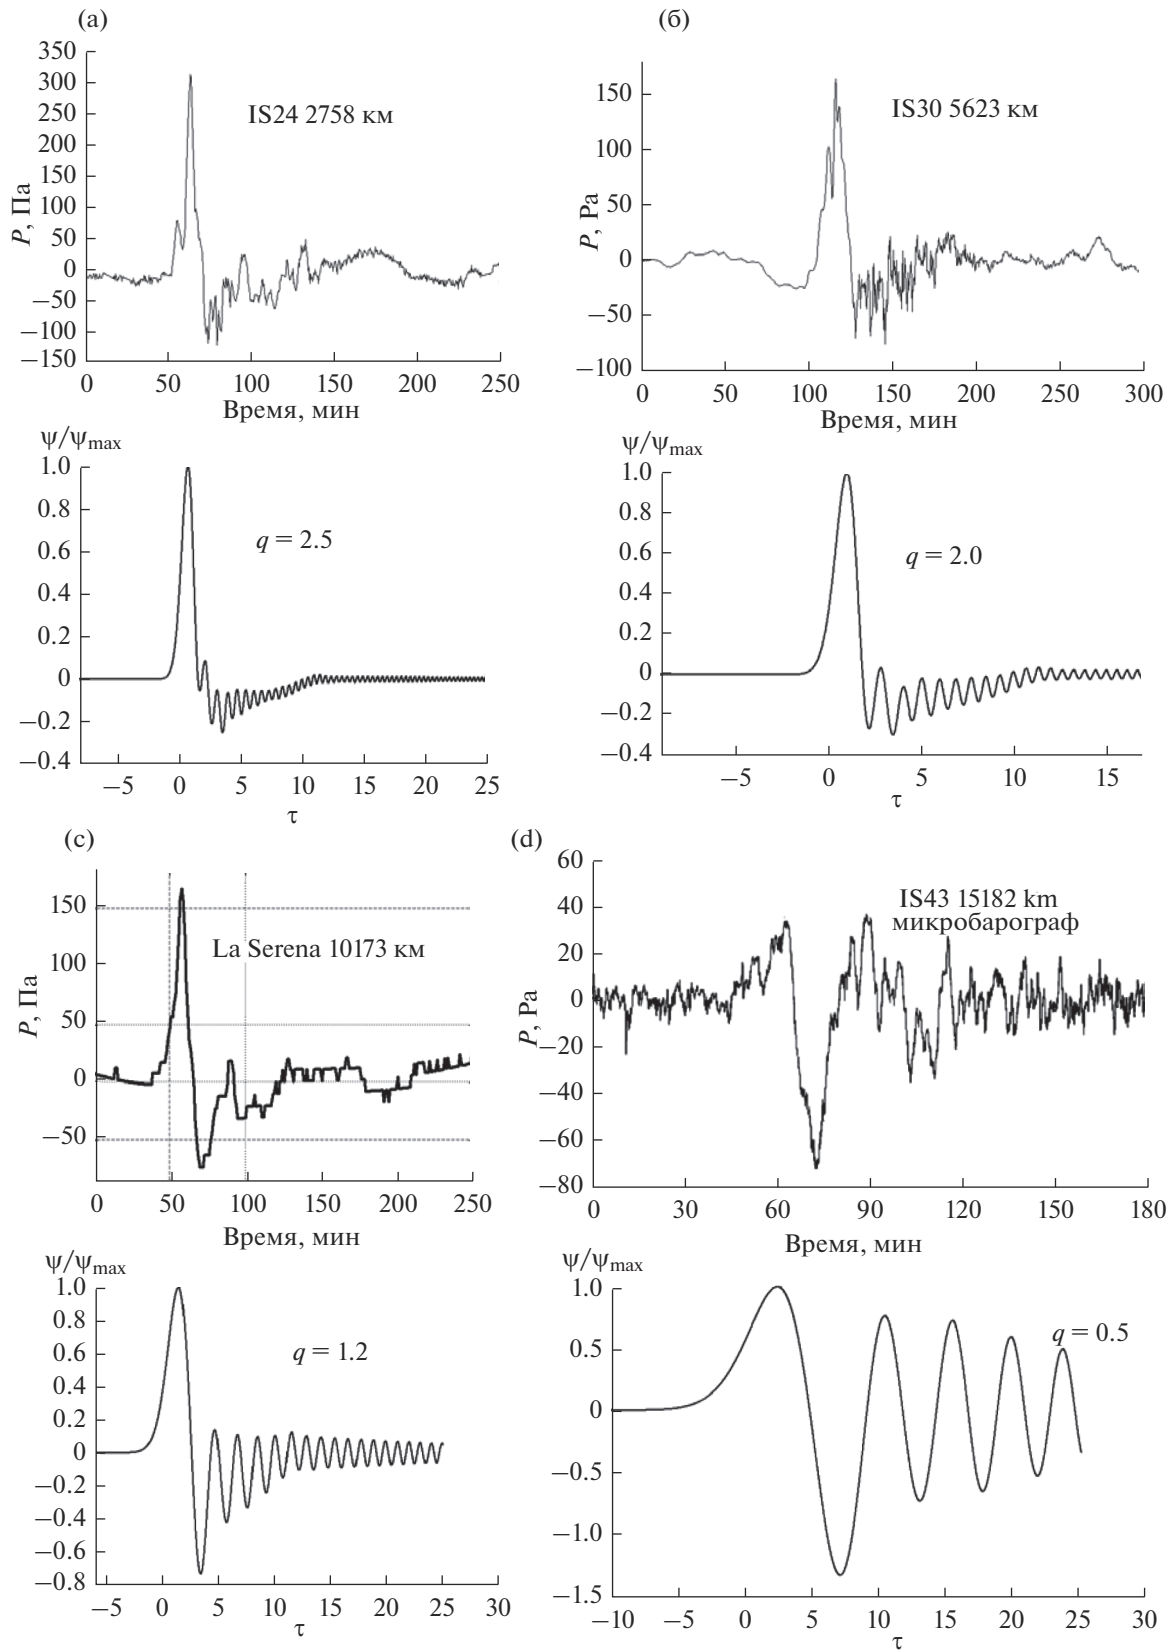 (а)
350
300
250
200
150
100
50
0
−50
−100
−150
P, Па
IS24 2758 км
0 50 100 150 200 250
Время, мин
(б)
150
100
50
0
−50
−100
P, Pa
IS30 5623 км
0 50 100 150 200 250 300
Время, мин
ψ/ψmax
1.0
0.8
0.6
0.4
0.2
0
−0.2
−0.4
q = 2.5
−5 0 5 10 15 20 25
τ
ψ/ψmax
1.0
0.8
0.6
0.4
0.2
0
−0.2
−0.4
q = 2.0
−5 0 5 10 15
τ
(c)
150
100
50
0
−50
P, Па
La Serena 10173 км
0 50 100 150 200 250
Время, мин
(d)
60
40
20
0
−20
−40
−60
−80
P, Pa
IS43 15182 km
микробарограф
0 30 60 90 120 150 180
Время, мин
ψ/ψmax
1.0
0.8
0.6
0.4
0.2
0
−0.2
−0.4
−0.6
−0.8
q = 1.2
−5 0 5 10 15 20 25 30
τ
ψ/ψmax
1.0
0.5
0
−0.5
−1.0
−1.5
q = 0.5
−10 −5 0 5 10 15 20 25 30
τ